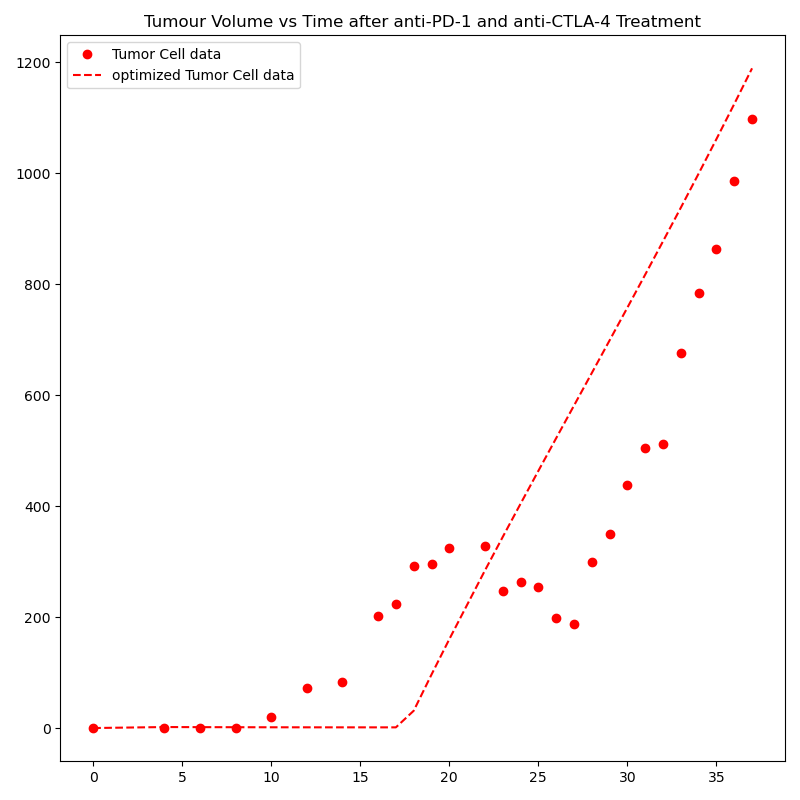 Tumour Volume vs Time after anti-PD-1 and anti-CTLA-4 Treatment
Tumor Cell data
optimized Tumor Cell data
1200
1000
800
600
400
200
0
0 5 10 15 20 25 30 35